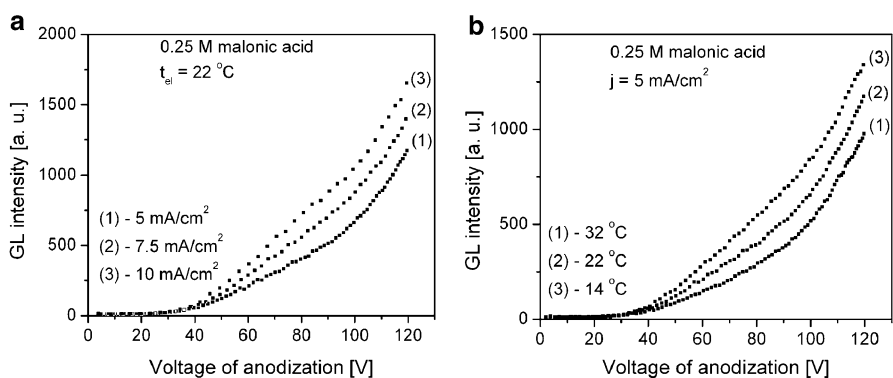 a
2000
1500
1000
500
0
GL intensity [a. u.]
0.25 M malonic acid
t_el = 22 °C
(3)
(2)
(1)
(1) - 5 mA/cm²
(2) - 7.5 mA/cm²
(3) - 10 mA/cm²
0 20 40 60 80 100 120
Voltage of anodization [V]
b
1500
1000
500
0
GL intensity [a. u.]
0.25 M malonic acid
j = 5 mA/cm²
(3)
(2)
(1)
(1) - 32 °C
(2) - 22 °C
(3) - 14 °C
0 20 40 60 80 100 120
Voltage of anodization [V]